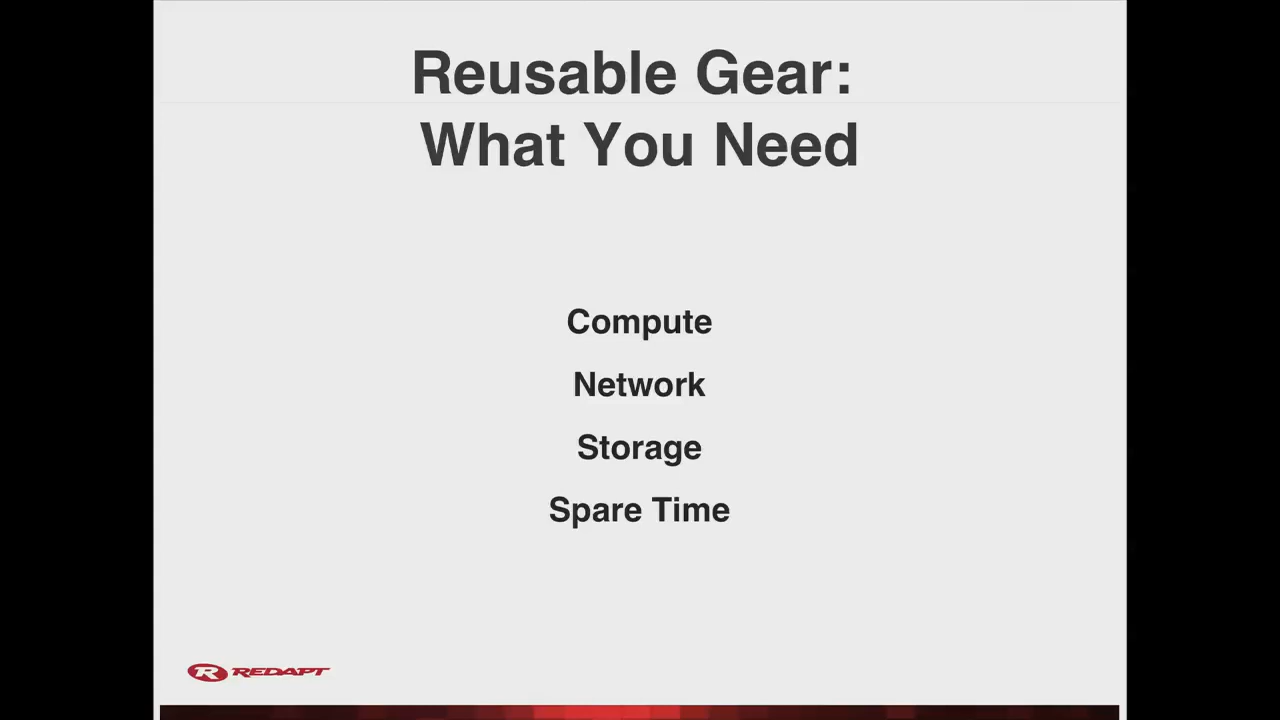 Reusable Gear:
What You Need
Compute
Network
Storage
Spare Time
R REDAPT